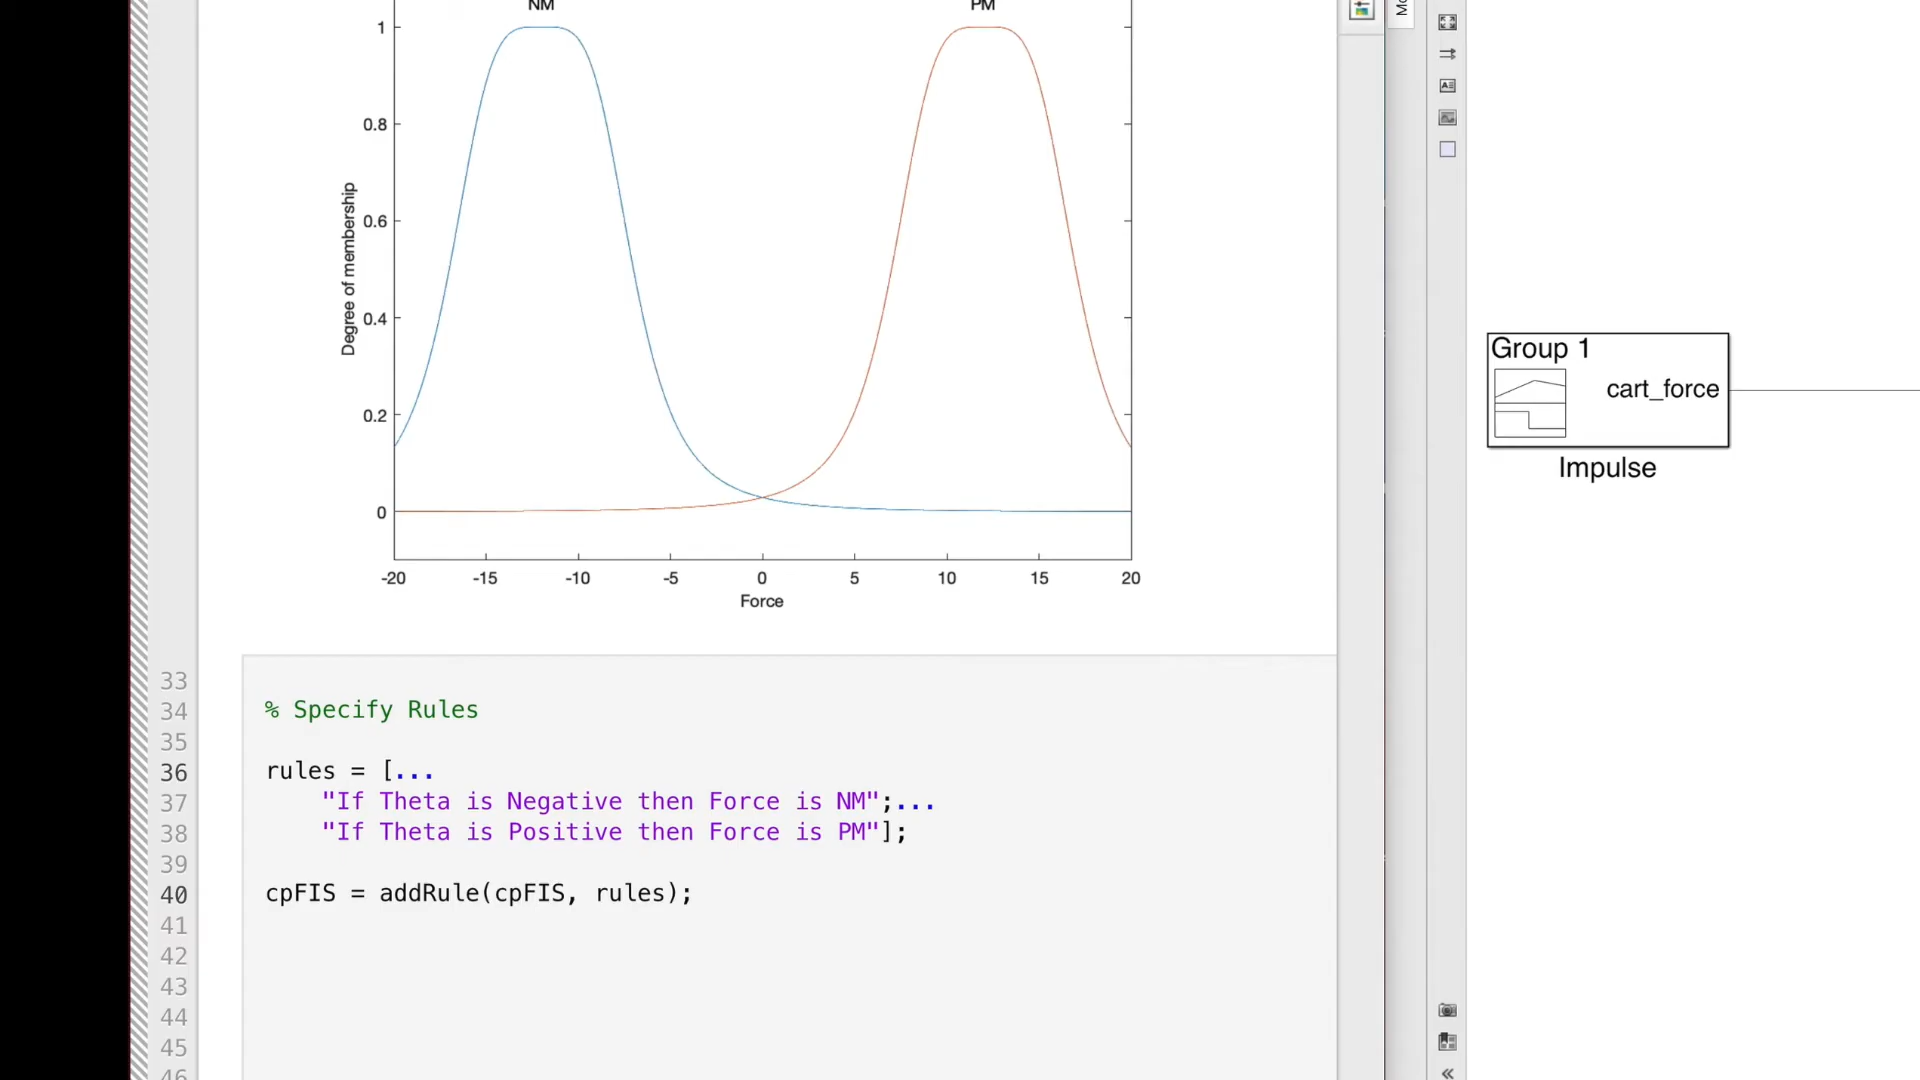 NM
PM
1
0.8
0.6
0.4
0.2
0
Degree of membership
-20 -15 -10 -5 0 5 10 15 20
Force
33
34 % Specify Rules
35
36 rules = [...
37 "If Theta is Negative then Force is NM";...
38 "If Theta is Positive then Force is PM"];
39
40 cpFIS = addRule(cpFIS, rules);
41
42
43
44
45
46
Group 1
cart_force
Impulse